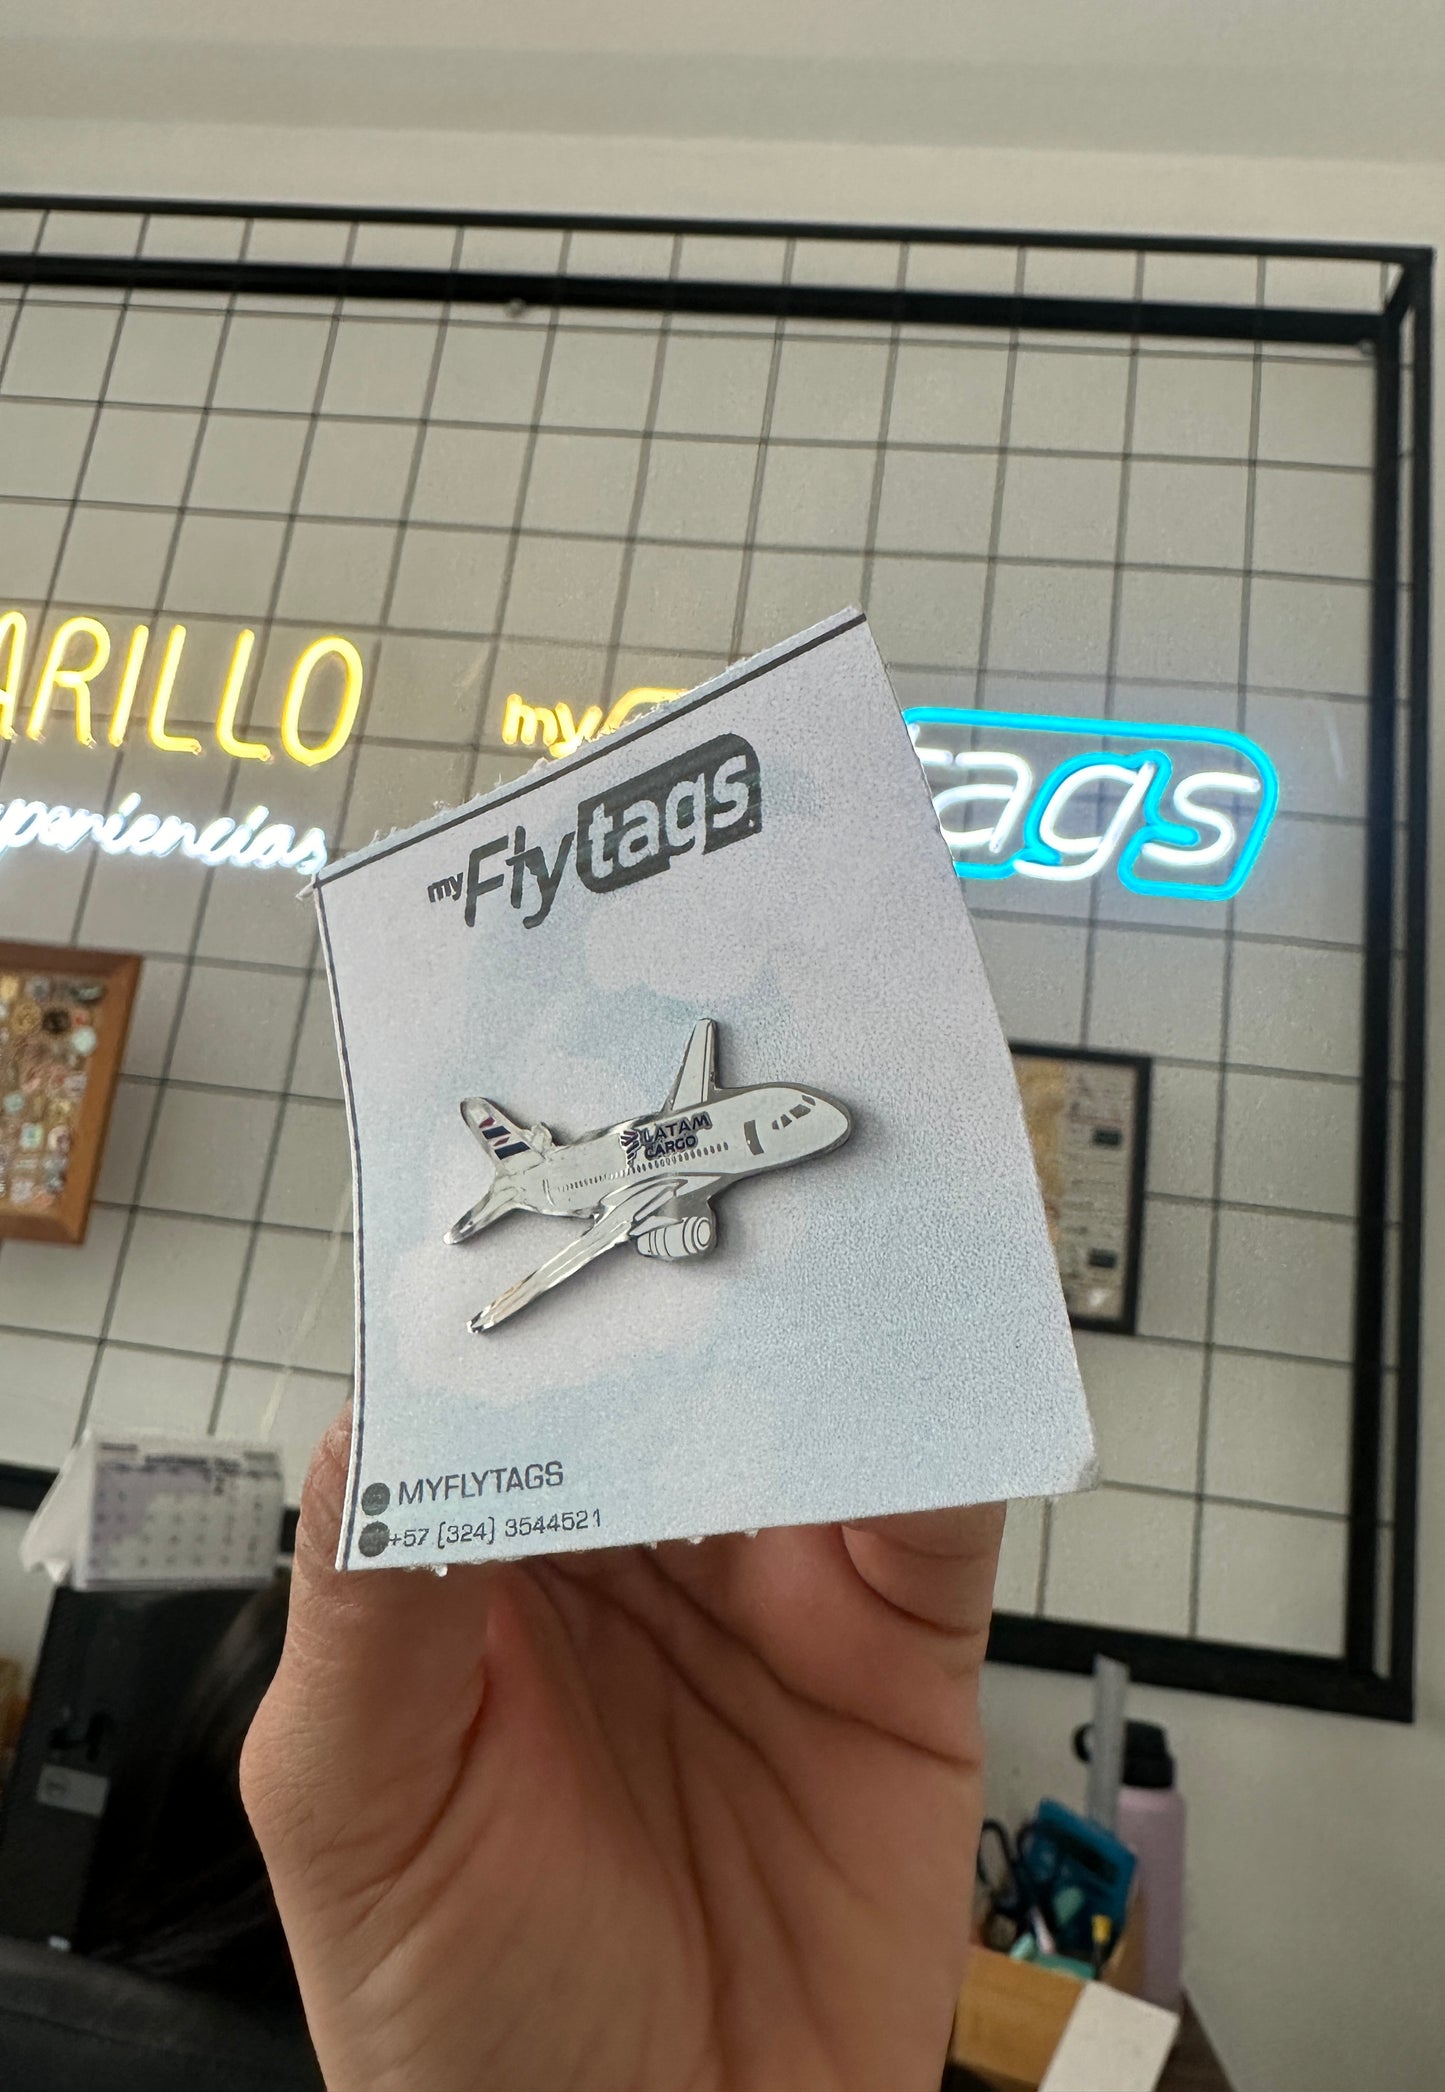 ARILLO
periencias
my
tags
myFlytags
LATAM
CARGO
MYFLYTAGS
+57 (324) 3544521